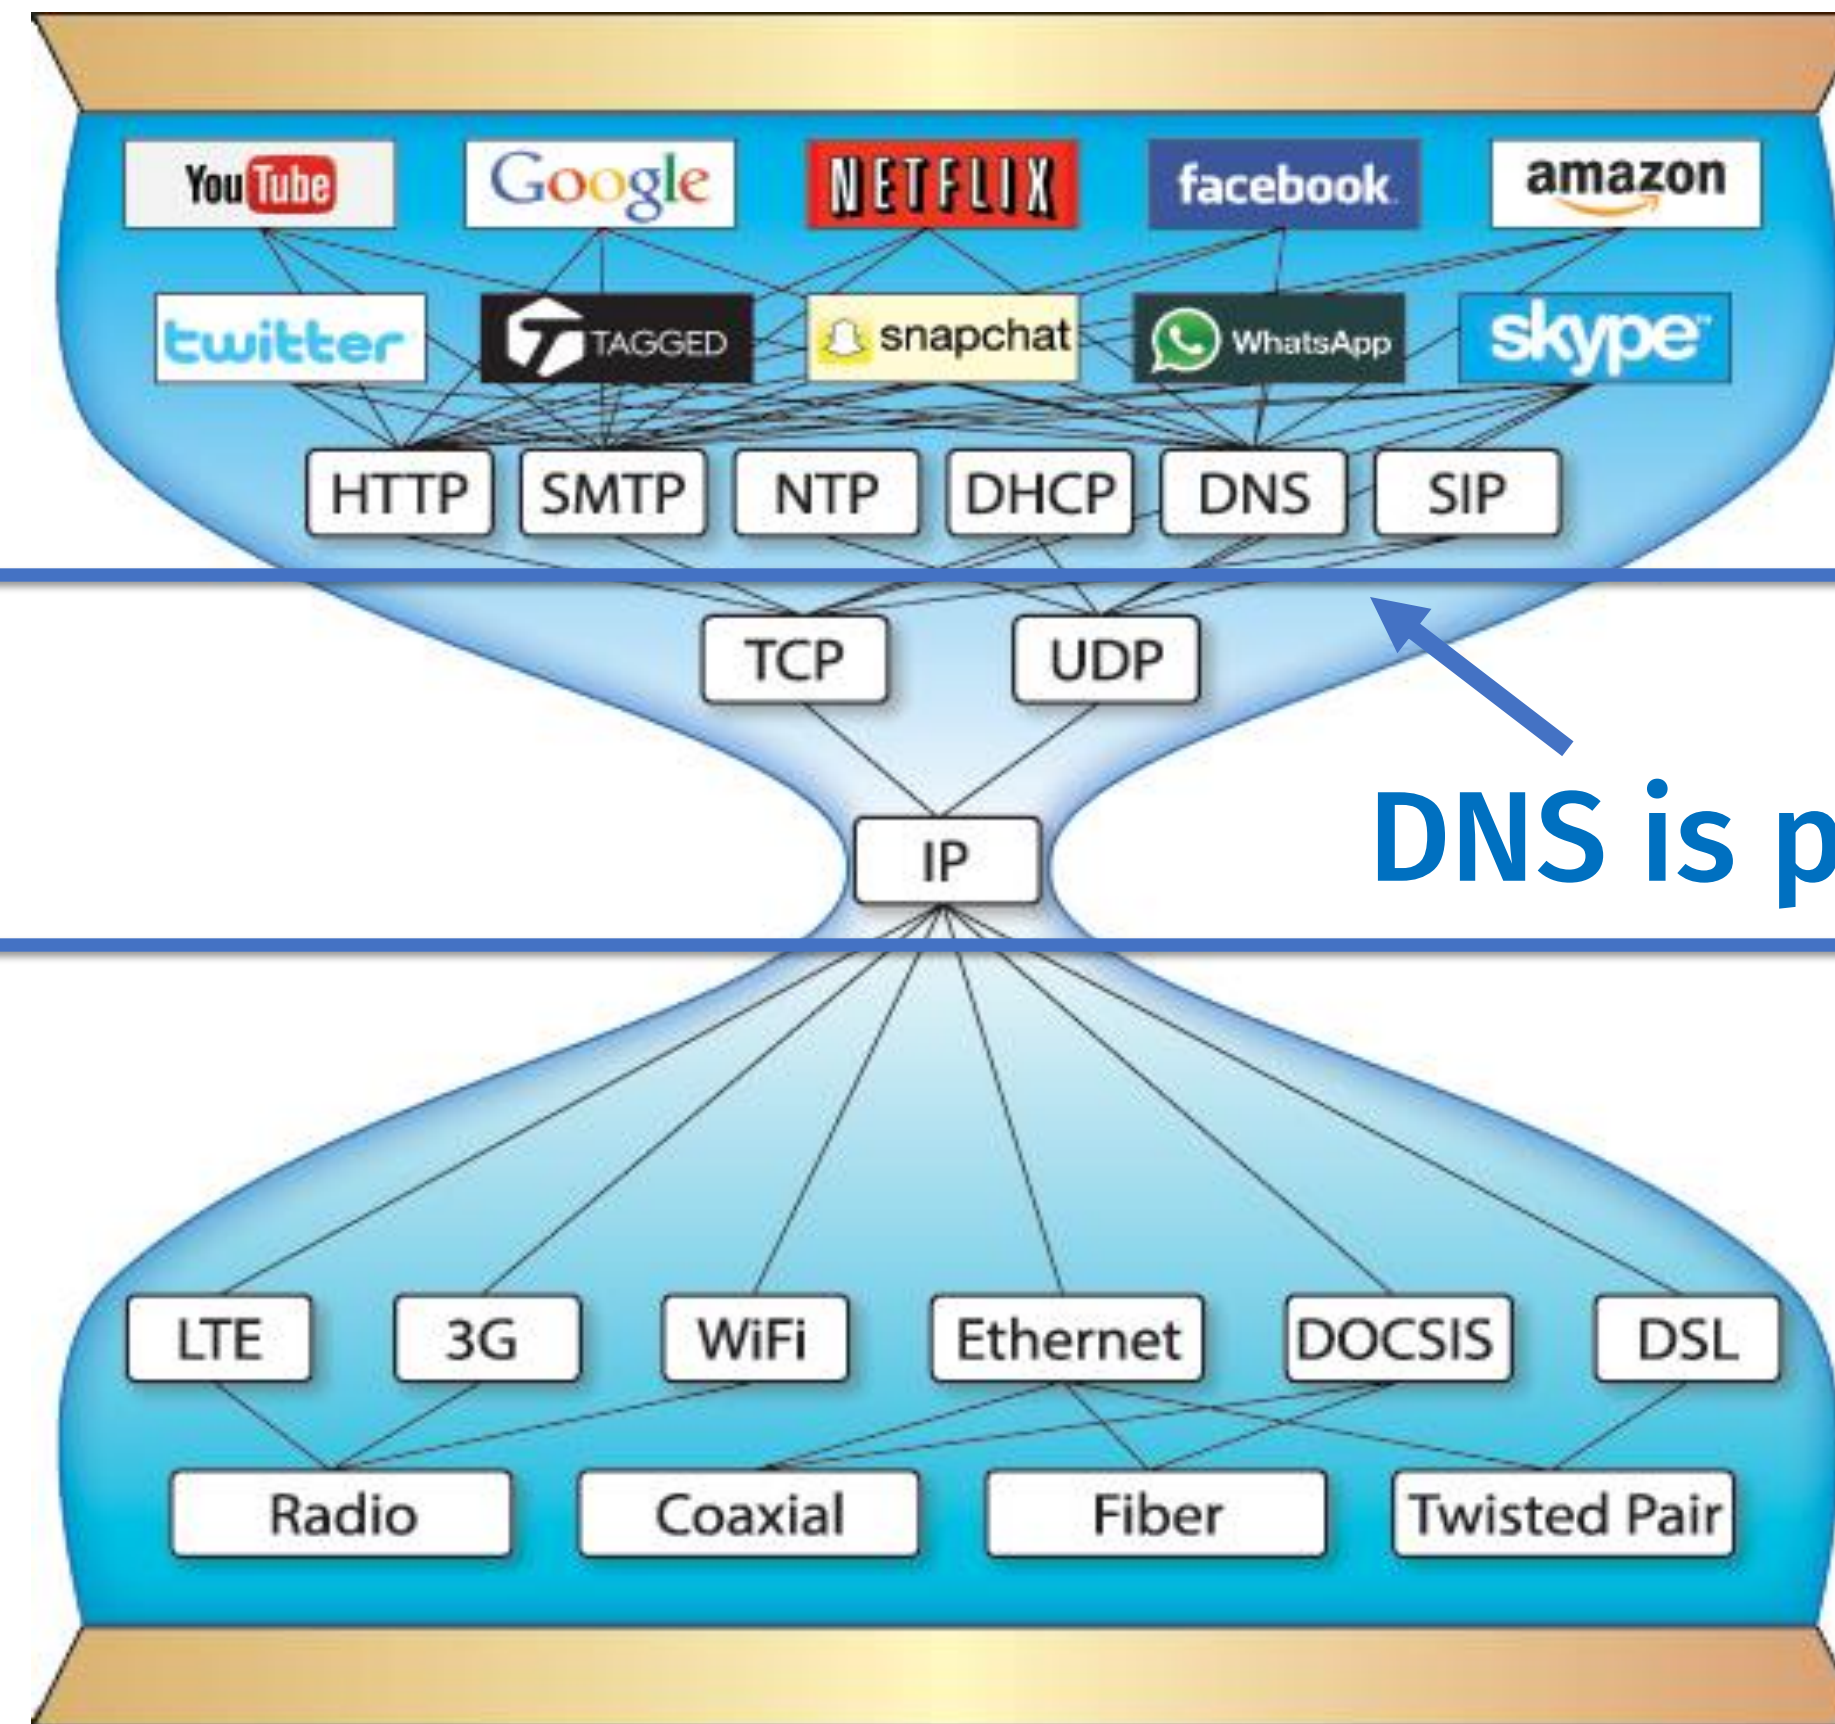 YouTube Google NETFLIX facebook amazon
twitter TAGGED snapchat WhatsApp skype™
HTTP SMTP NTP DHCP DNS SIP
TCP UDP
IP
DNS is p
LTE 3G WiFi Ethernet DOCSIS DSL
Radio Coaxial Fiber Twisted Pair